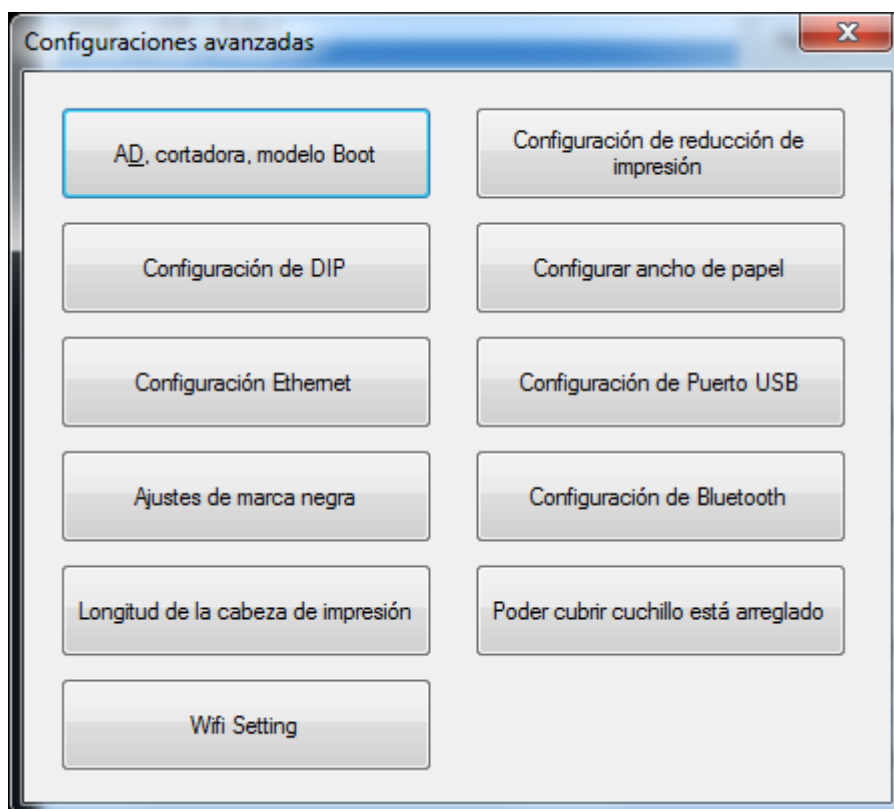 Configuraciones avanzadas
AD, cortadora, modelo Boot
Configuración de reducción de
impresión
Configuración de DIP
Configurar ancho de papel
Configuración Ethernet
Configuración de Puerto USB
Ajustes de marca negra
Configuración de Bluetooth
Longitud de la cabeza de impresión
Poder cubrir cuchillo está arreglado
Wifi Setting